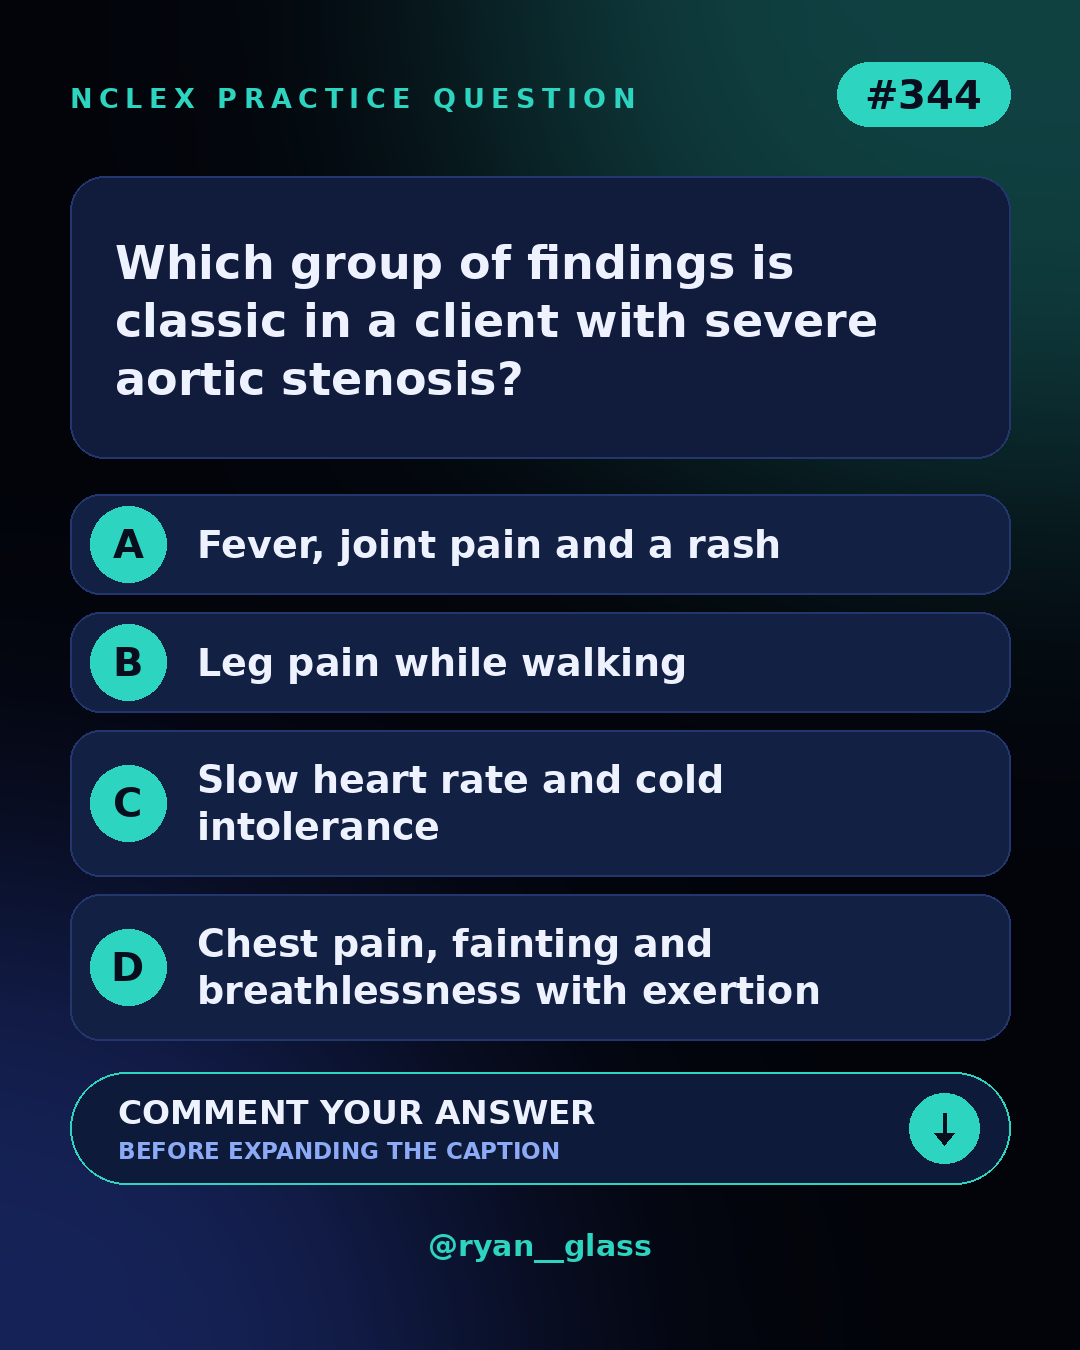 NCLEX PRACTICE QUESTION
#344
Which group of findings is
classic in a client with severe
aortic stenosis?
A
Fever, joint pain and a rash
B
Leg pain while walking
C
Slow heart rate and cold
intolerance
D
Chest pain, fainting and
breathlessness with exertion
COMMENT YOUR ANSWER
BEFORE EXPANDING THE CAPTION
@ryan__glass